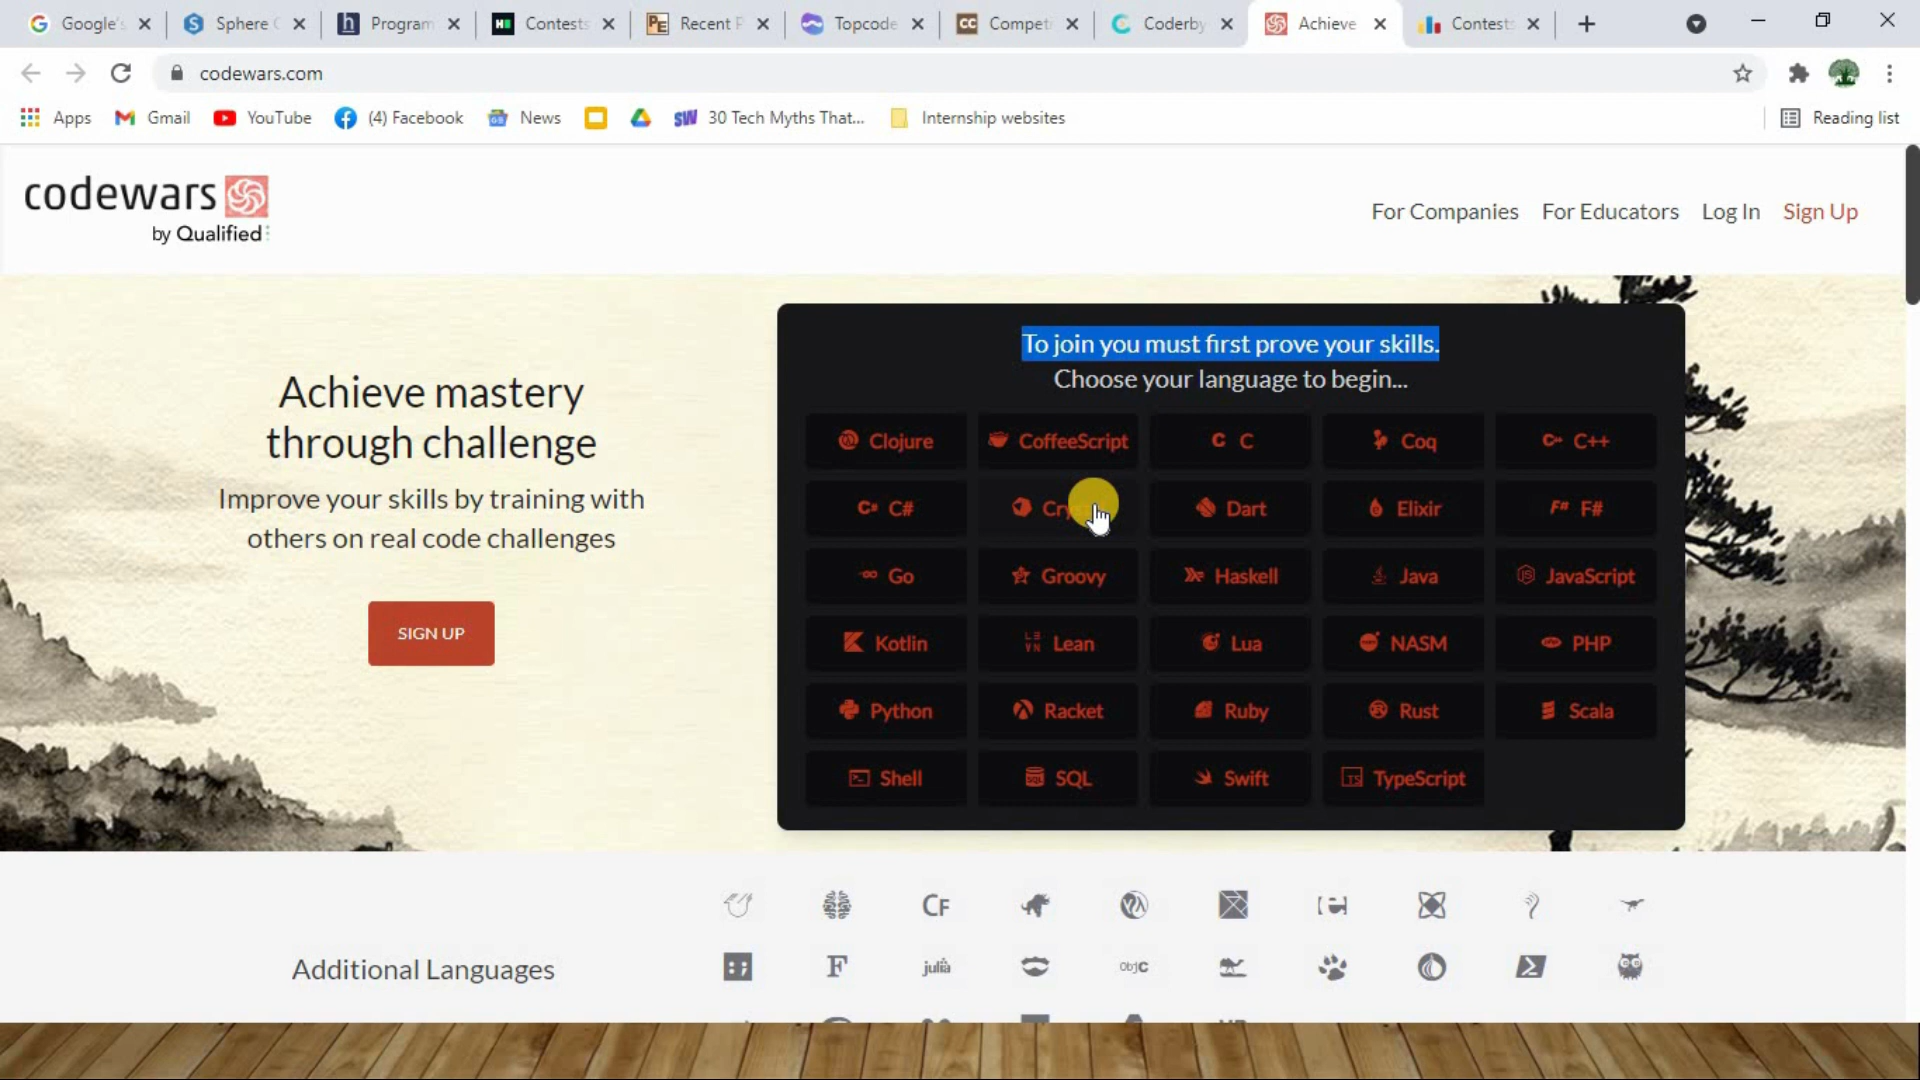 Google's
Sphere
Program
Contests
Recent P
Topcode
Compet
Coderby
Achieve
Contests
codewars.com
Apps
Gmail
YouTube
(4) Facebook
News
30 Tech Myths That...
Internship websites
Reading list
codewars
by Qualified
For Companies
For Educators
Log In
Sign Up
Achieve mastery
through challenge
Improve your skills by training with
others on real code challenges
SIGN UP
To join you must first prove your skills.
Choose your language to begin...
Clojure
CoffeeScript
C
Coq
C++
C#
Dart
Elixir
F#
Go
Groovy
Haskell
Java
JavaScript
Kotlin
Lean
Lua
NASM
PHP
Python
Racket
Ruby
Rust
Scala
Shell
SQL
Swift
TypeScript
Additional Languages
CF
F
julia
ObjC